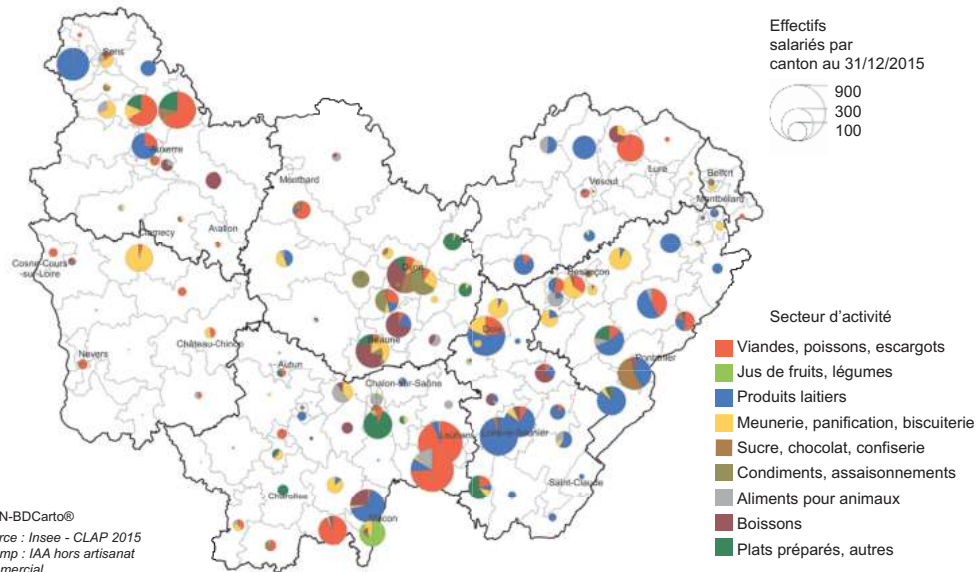 Effectifs
salariés par
canton au 31/12/2015
900
300
100
Sens
Auxerre
Montbard
Vesoul
Lure
Belfort
Montbéliard
Clamecy
Avallon
Cosne-Cours
-sur-Loire
Dijon
Besançon
Dole
Beaune
Nevers
Château-Chinon
Autun
Chalon-sur-Saône
Pontarlier
Louhans
Lons-le-Saunier
Saint-Claude
Charolles
Mâcon
Secteur d'activité
Viandes, poissons, escargots
Jus de fruits, légumes
Produits laitiers
Meunerie, panification, biscuiterie
Sucre, chocolat, confiserie
Condiments, assaisonnements
Aliments pour animaux
Boissons
Plats préparés, autres
N-BDCarto®
rce : Insee - CLAP 2015
mp : IAA hors artisanat
mercial